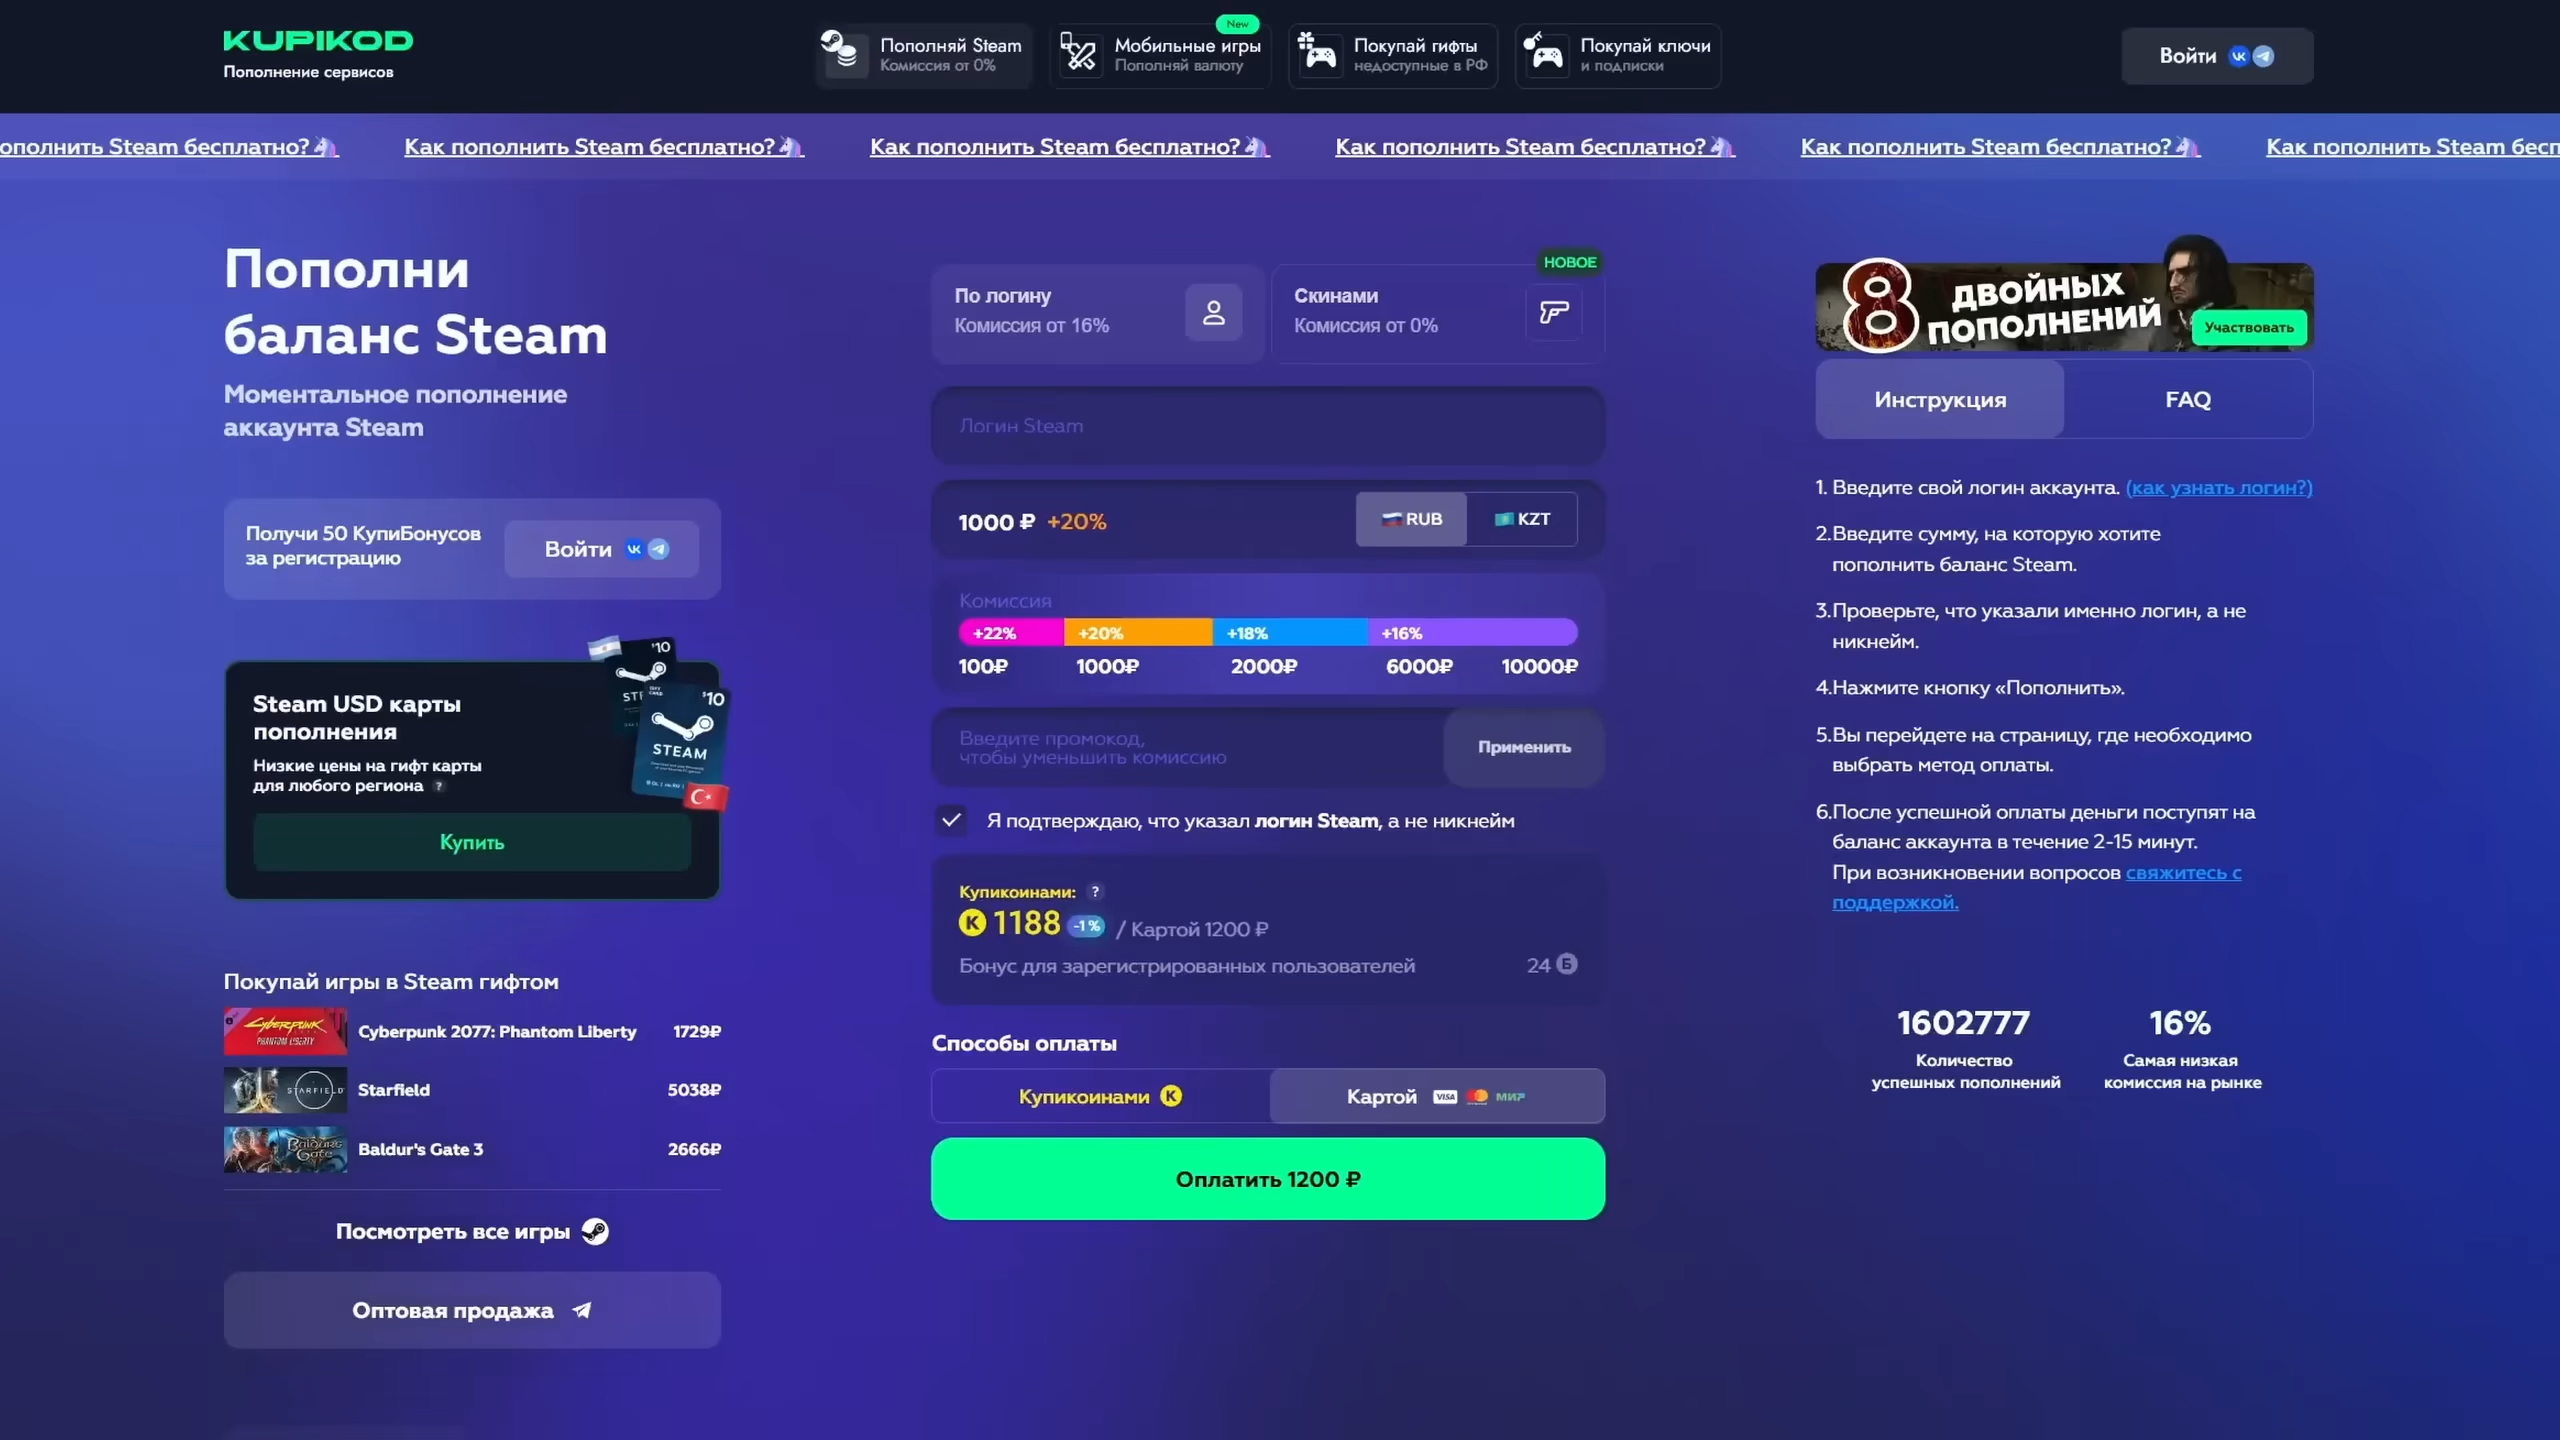 KUPIKOD
Пополнение сервисов
Пополняй Steam
Комиссия от 0%
New
Мобильные игры
Пополняй валюту
Покупай гифты
недоступные в РФ
Покупай ключи
и подписки
Войти
ополнить Steam бесплатно?
Как пополнить Steam бесплатно?
Как пополнить Steam бесплатно?
Как пополнить Steam бесплатно?
Как пополнить Steam бесплатно?
Как пополнить Steam бесп
Пополни
баланс Steam
Моментальное пополнение
аккаунта Steam
Получи 50 КупиБонусов
за регистрацию
Войти
Steam USD карты
пополнения
Низкие цены на гифт карты
для любого региона ?
$10
$10
STEAM
Купить
Покупай игры в Steam гифтом
Cyberpunk
PHANTOM LIBERTY
Cyberpunk 2077: Phantom Liberty 1729₽
STARFIELD
Starfield 5038₽
Baldur's Gate
Baldur's Gate 3 2666₽
Посмотреть все игры
Оптовая продажа
По логину
Комиссия от 16%
НОВОЕ
Скинами
Комиссия от 0%
Логин Steam
1000 ₽ +20%
RUB
KZT
Комиссия
+22% +20% +18% +16%
100₽ 1000₽ 2000₽ 6000₽ 10000₽
Введите промокод,
чтобы уменьшить комиссию
Применить
Я подтверждаю, что указал логин Steam, а не никнейм
Купикоинами: ?
K 1188 -1% / Картой 1200 ₽
Бонус для зарегистрированных пользователей 24 Б
Способы оплаты
Купикоинами K
Картой VISA МИР
Оплатить 1200 ₽
8 ДВОЙНЫХ
ПОПОЛНЕНИЙ
Участвовать
Инструкция
FAQ
1. Введите свой логин аккаунта. (как узнать логин?)
2.Введите сумму, на которую хотите
пополнить баланс Steam.
3.Проверьте, что указали именно логин, а не
никнейм.
4.Нажмите кнопку «Пополнить».
5.Вы перейдете на страницу, где необходимо
выбрать метод оплаты.
6.После успешной оплаты деньги поступят на
баланс аккаунта в течение 2-15 минут.
При возникновении вопросов свяжитесь с
поддержкой.
1602777
Количество
успешных пополнений
16%
Самая низкая
комиссия на рынке